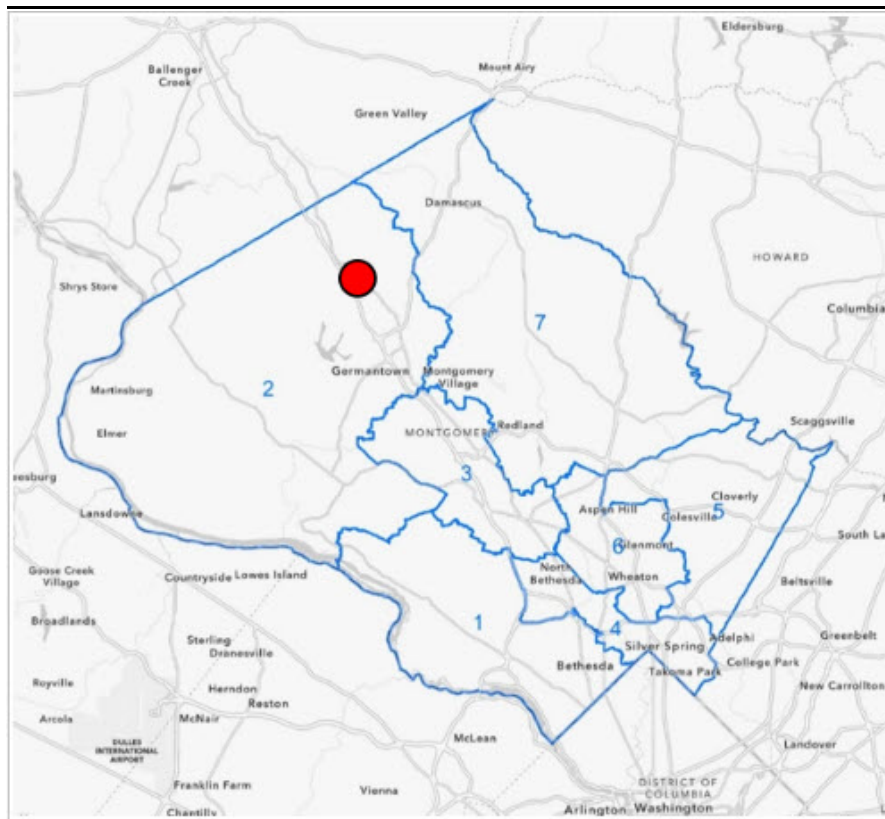 Eldersburg
Mount Airy
Ballenger
Creek
Green Valley
Damascus
HOWARD
Shrys Store
Columbia
7
Germantown
Montgomery
Village
2
Martinsburg
Elmer
MONTGOMERY
Redland
Scaggsville
3
eesburg
Lansdowne
Aspen Hill
Cloverly
5
Colesville
South La
6
Glenmont
Goose Creek
Village
Countryside
Lowes Island
North
Bethesda
Wheaton
Beltsville
Broadlands
1
4
Sterling
Dranesville
Silver Spring
Adelphi
Greenbelt
Bethesda
Takoma Park
College Park
Royville
Herndon
Reston
New Carrollton
Arcola
McNair
McLean
DULLES
INTERNATIONAL
AIRPORT
Landover
Franklin Farm
Vienna
DISTRICT OF
COLUMBIA
Chantilly
Arlington
Washington